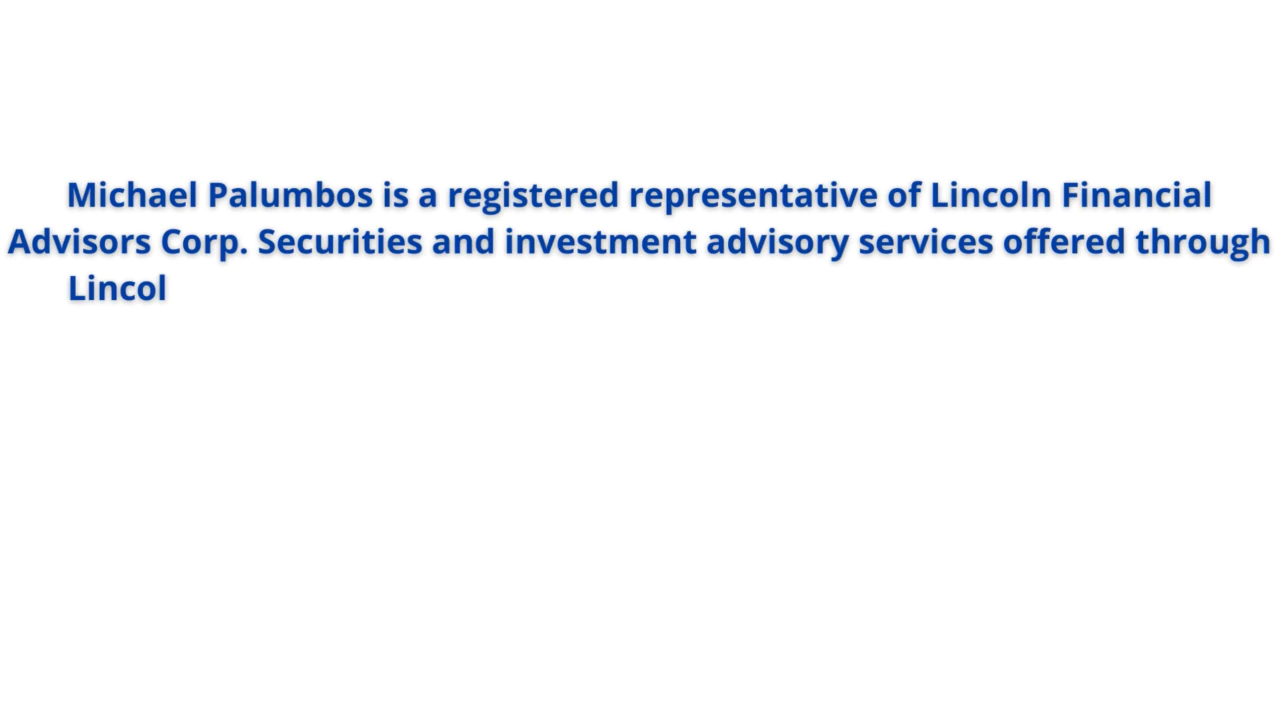 Michael Palumbos is a registered representative of Lincoln Financial
Advisors Corp. Securities and investment advisory services offered through
Lincol